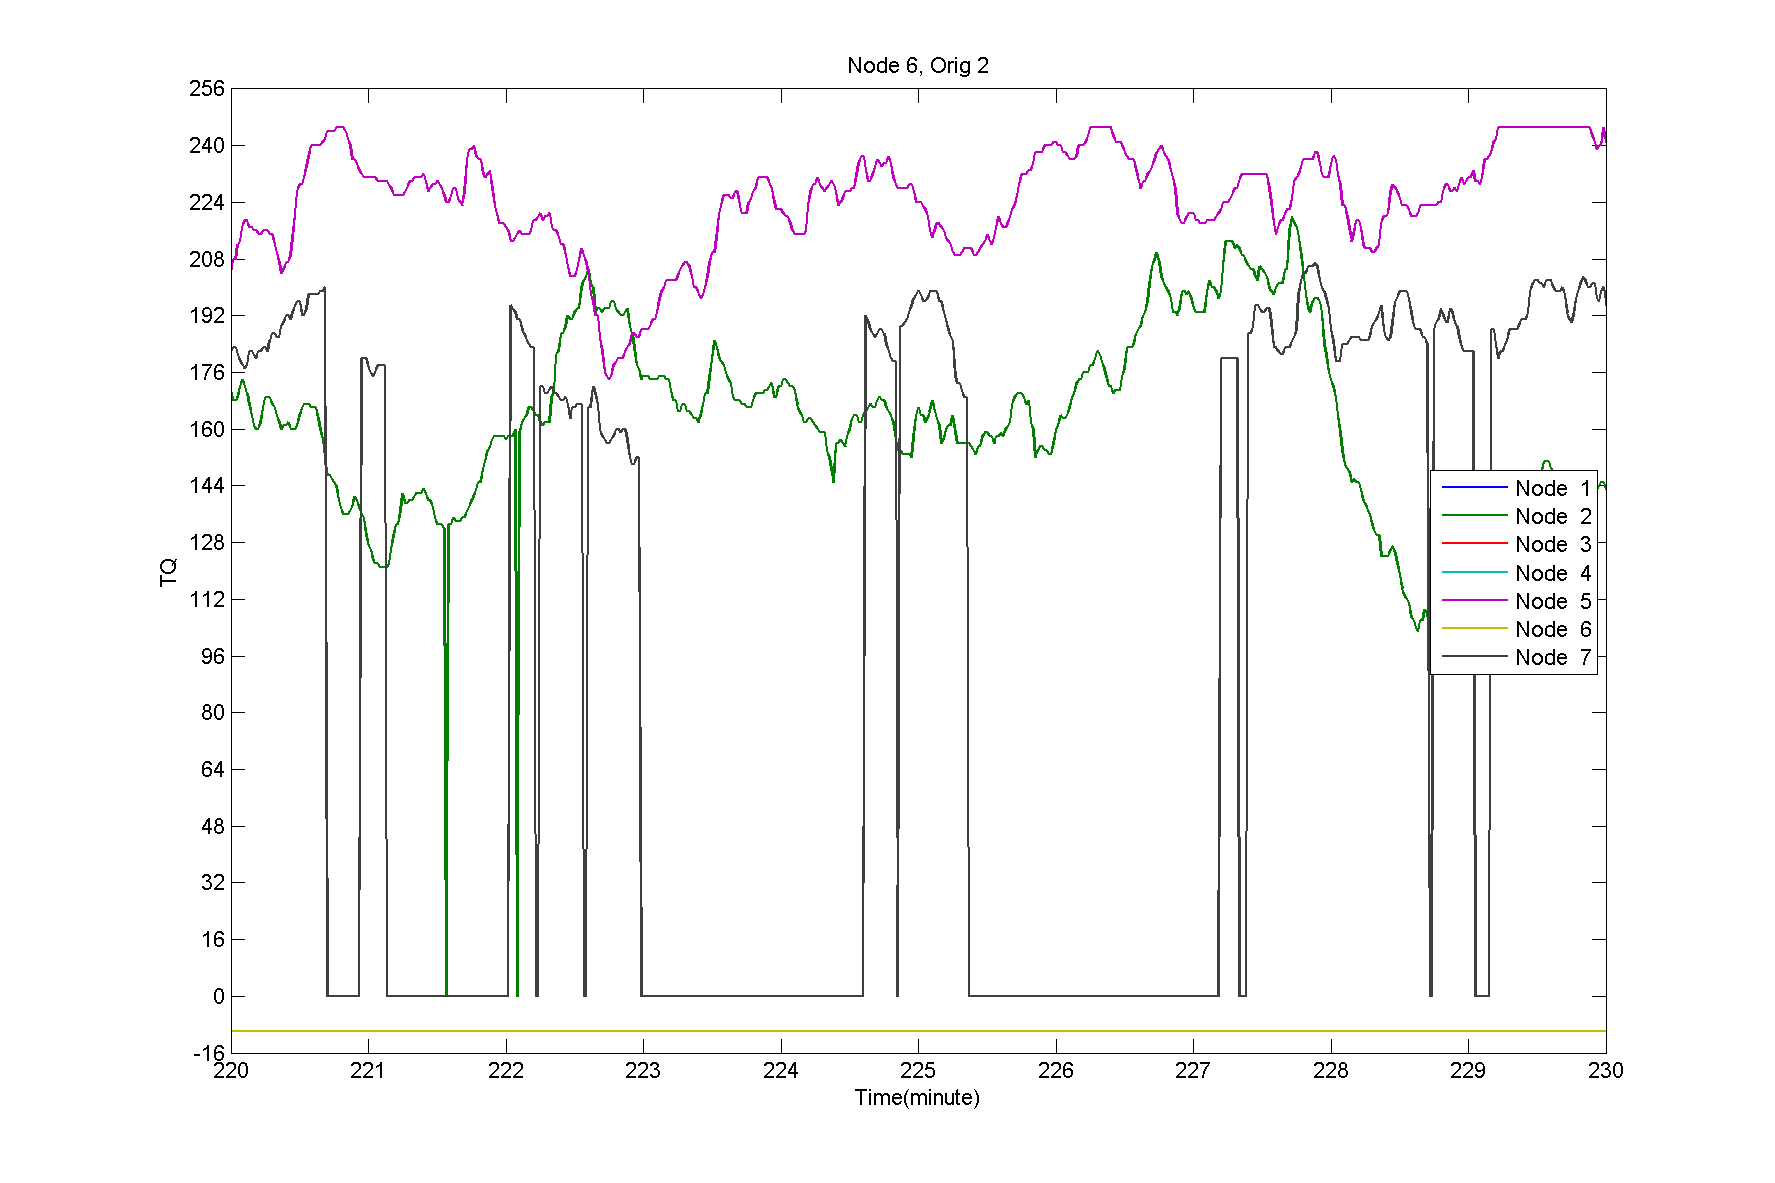 Node 6, Orig 2
256
240
224
208
192
176
160
144
128
112
96
80
64
48
32
16
0
-16
TQ
Node 1
Node 2
Node 3
Node 4
Node 5
Node 6
Node 7
220 221 222 223 224 225 226 227 228 229 230
Time(minute)